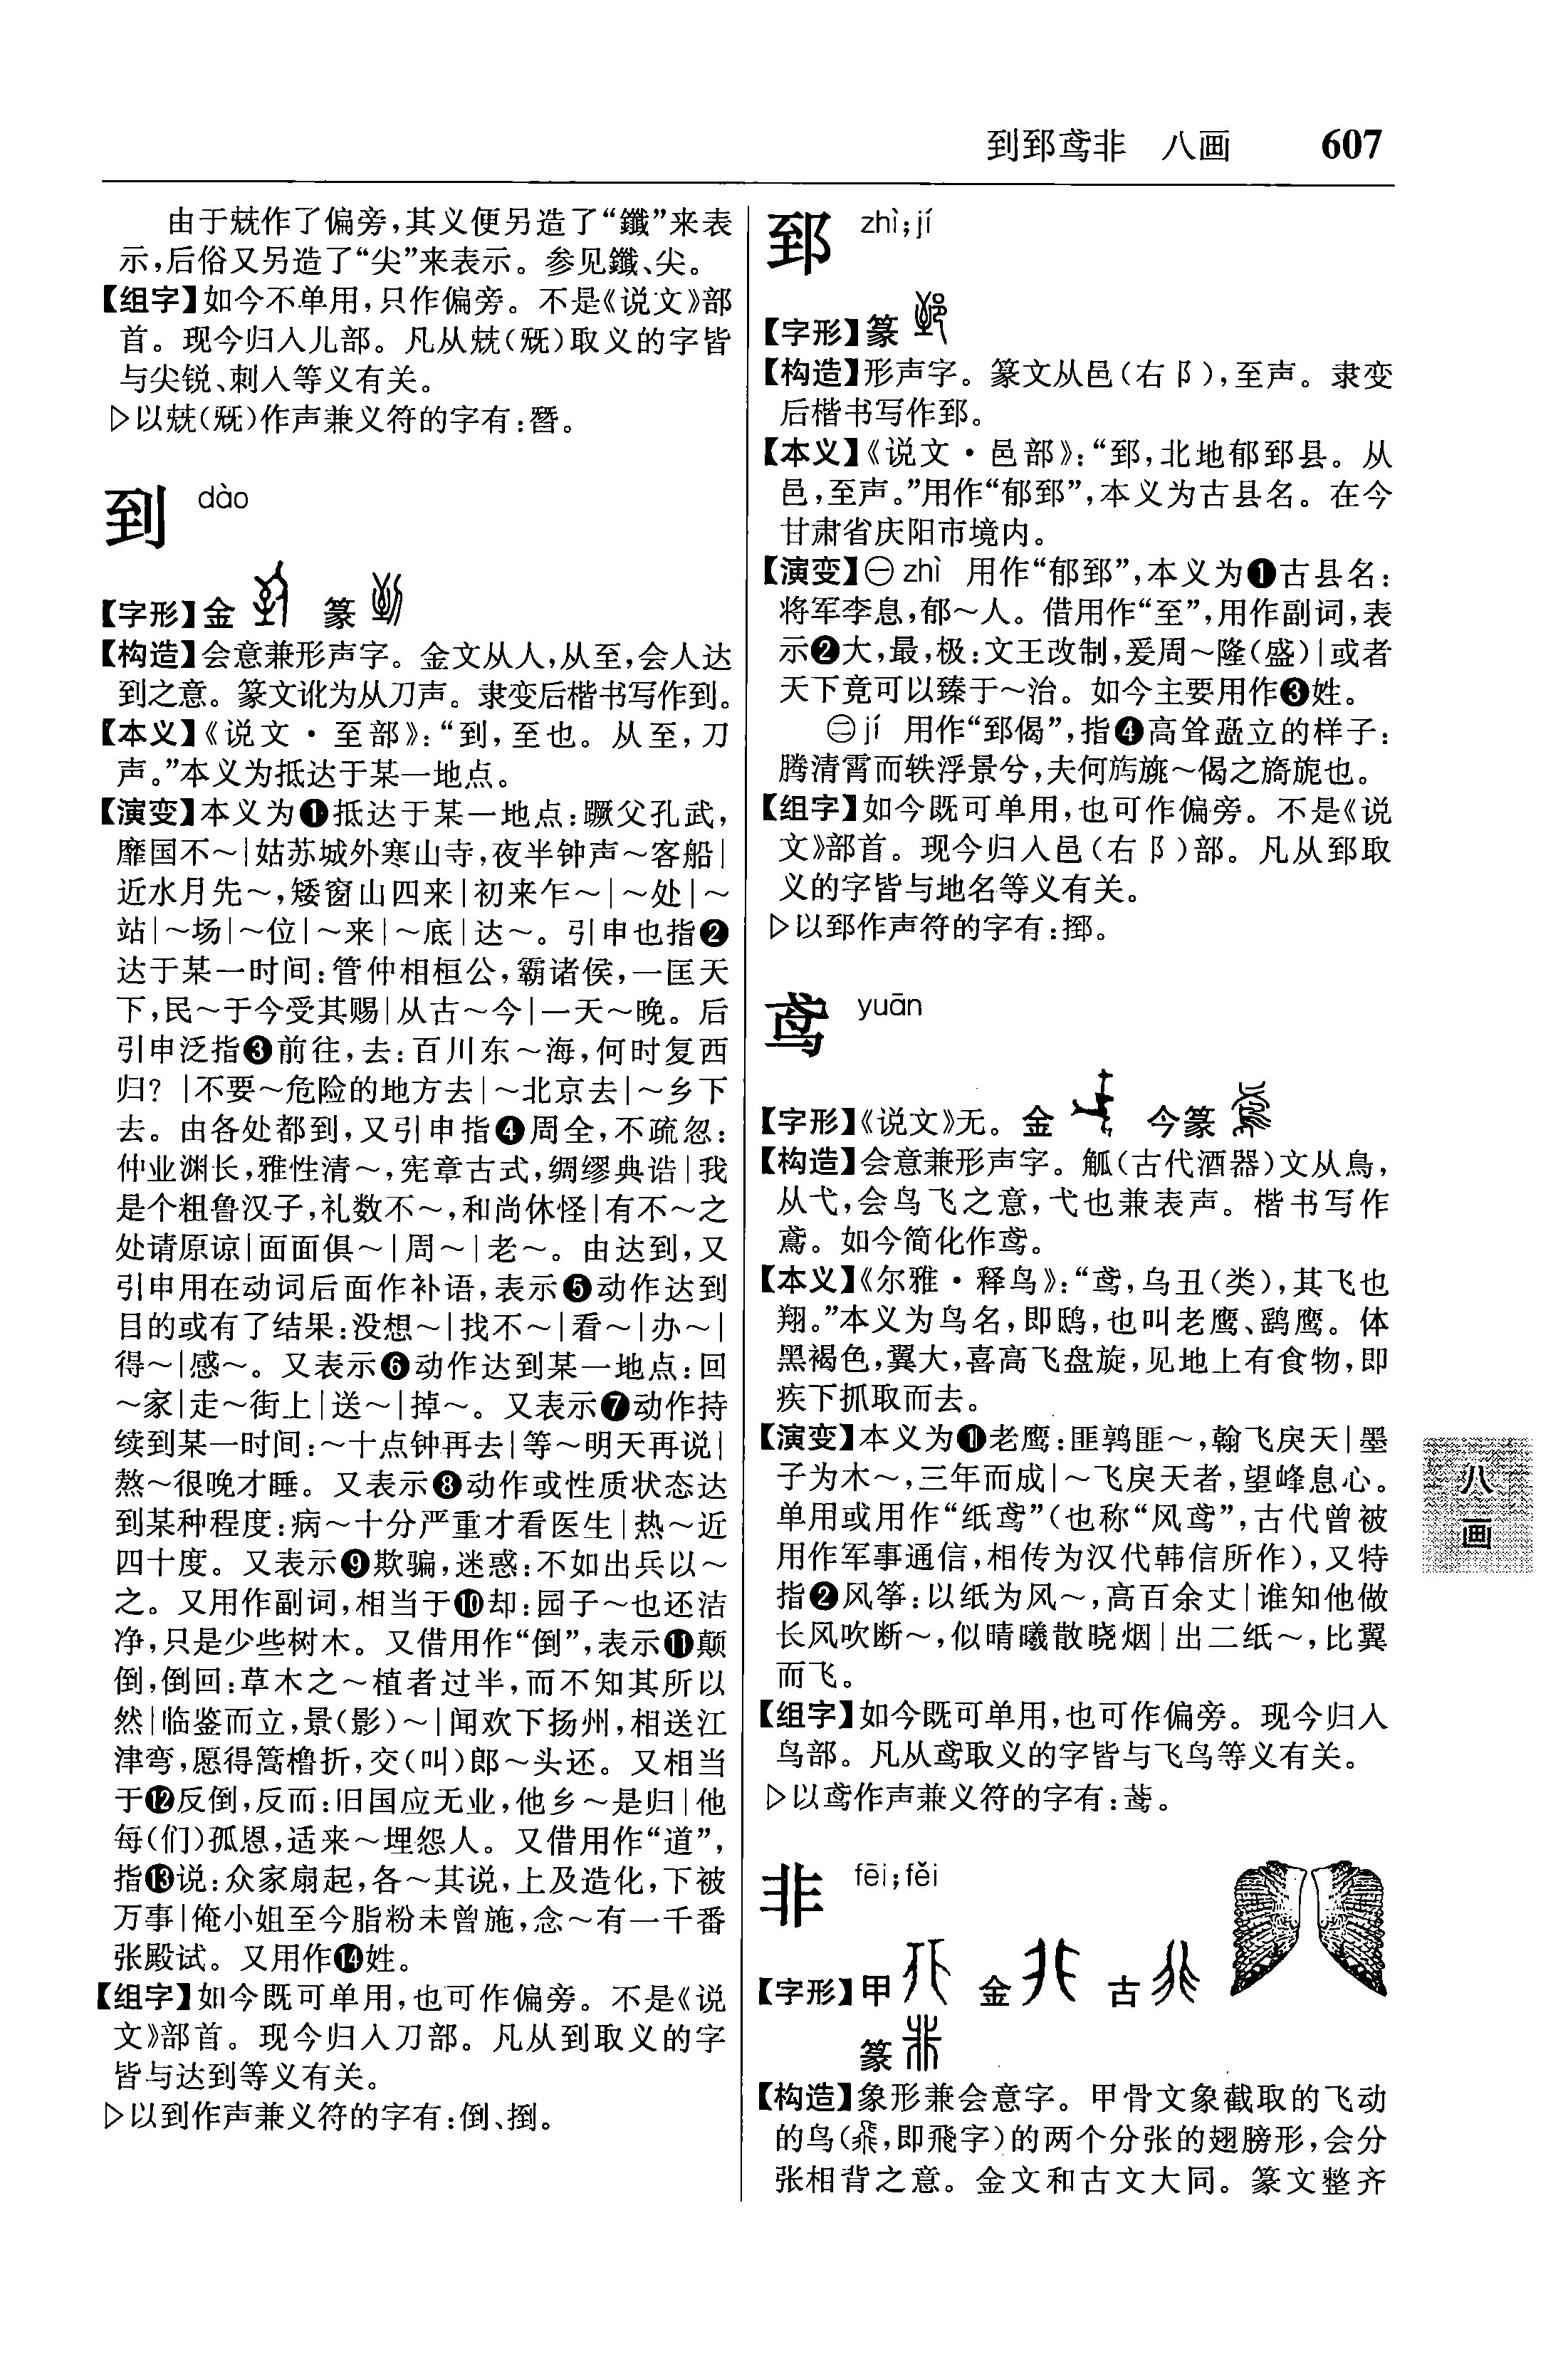 到郅鸢非　八画　607
由于兓作了偏旁,其义便另造了“鑯”来表
示,后俗又另造了“尖”来表示。参见鑯、尖。
【组字】如今不单用,只作偏旁。不是《说文》部
首。现今归入儿部。凡从兓(兓)取义的字皆
与尖锐、刺入等义有关。
▷以兓(兓)作声兼义符的字有:朁。
到 dào
【字形】金 篆
【构造】会意兼形声字。金文从人,从至,会人达
到之意。篆文讹为从刀声。隶变后楷书写作到。
【本义】《说文·至部》:“到,至也。从至,刀
声。”本义为抵达于某一地点。
【演变】本义为❶抵达于某一地点:蹶父孔武,
靡国不～|姑苏城外寒山寺,夜半钟声～客船|
近水月先～,矮窗山四来|初来乍～|～处|～
站|～场|～位|～来|～底|达～。引申也指❷
达于某一时间:管仲相桓公,霸诸侯,一匡天
下,民～于今受其赐|从古～今|一天～晚。后
引申泛指❸前往,去:百川东～海,何时复西
归？|不要～危险的地方去|～北京去|～乡下
去。由各处都到,又引申指❹周全,不疏忽:
仲业渊长,雅性清～,宪章古式,绸缪典诰|我
是个粗鲁汉子,礼数不～,和尚休怪|有不～之
处请原谅|面面俱～|周～|老～。由达到,又
引申用在动词后面作补语,表示❺动作达到
目的或有了结果:没想～|找不～|看～|办～|
得～|感～。又表示❻动作达到某一地点:回
～家|走～街上|送～|掉～。又表示❼动作持
续到某一时间:～十点钟再去|等～明天再说|
熬～很晚才睡。又表示❽动作或性质状态达
到某种程度:病～十分严重才看医生|热～近
四十度。又表示❾欺骗,迷惑:不如出兵以～
之。又用作副词,相当于❿却:园子～也还洁
净,只是少些树木。又借用作“倒”,表示⓫颠
倒,倒回:草木之～植者过半,而不知其所以
然|临鉴而立,景(影)～|闻欢下扬州,相送江
津弯,愿得篙橹折,交(叫)郎～头还。又相当
于⓬反倒,反而:旧国应无业,他乡～是归|他
每(们)孤恩,适来～埋怨人。又借用作“道”,
指⓭说:众家扇起,各～其说,上及造化,下被
万事|俺小姐至今脂粉未曾施,念～有一千番
张殿试。又用作⓮姓。
【组字】如今既可单用,也可作偏旁。不是《说
文》部首。现今归入刀部。凡从到取义的字
皆与达到等义有关。
▷以到作声兼义符的字有:倒、捯。
郅 zhì;jí
【字形】篆
【构造】形声字。篆文从邑(右阝),至声。隶变
后楷书写作郅。
【本义】《说文·邑部》:“郅,北地郁郅县。从
邑,至声。”用作“郁郅”,本义为古县名。在今
甘肃省庆阳市境内。
【演变】㊀zhì 用作“郁郅”,本义为❶古县名:
将军李息,郁～人。借用作“至”,用作副词,表
示❷大,最,极:文王改制,爰周～隆(盛)|或者
天下竟可以臻于～治。如今主要用作❸姓。
㊁jí 用作“郅偈”,指❹高耸矗立的样子:
腾清霄而轶浮景兮,夫何旟旐～偈之旖旎也。
【组字】如今既可单用,也可作偏旁。不是《说
文》部首。现今归入邑(右阝)部。凡从郅取
义的字皆与地名等义有关。
▷以郅作声符的字有:㨖。
鸢 yuān
【字形】《说文》无。金 今篆
【构造】会意兼形声字。觚(古代酒器)文从鳥,
从弋,会鸟飞之意,弋也兼表声。楷书写作
鳶。如今简化作鸢。
【本义】《尔雅·释鸟》:“鸢,乌丑(类),其飞也
翔。”本义为鸟名,即鸱,也叫老鹰、鹞鹰。体
黑褐色,翼大,喜高飞盘旋,见地上有食物,即
疾下抓取而去。
【演变】本义为❶老鹰:匪鹑匪～,翰飞戾天|墨
子为木～,三年而成|～飞戾天者,望峰息心。
单用或用作“纸鸢”(也称“风鸢”,古代曾被
用作军事通信,相传为汉代韩信所作),又特
指❷风筝:以纸为风～,高百余丈|谁知他做
长风吹断～,似晴曦散晓烟|出二纸～,比翼
而飞。
【组字】如今既可单用,也可作偏旁。现今归入
鸟部。凡从鸢取义的字皆与飞鸟等义有关。
▷以鸢作声兼义符的字有:
非 fēi;fěi
【字形】甲 金 古
篆
【构造】象形兼会意字。甲骨文象截取的飞动
的鸟(,即飛字)的两个分张的翅膀形,会分
张相背之意。金文和古文大同。篆文整齐
八画